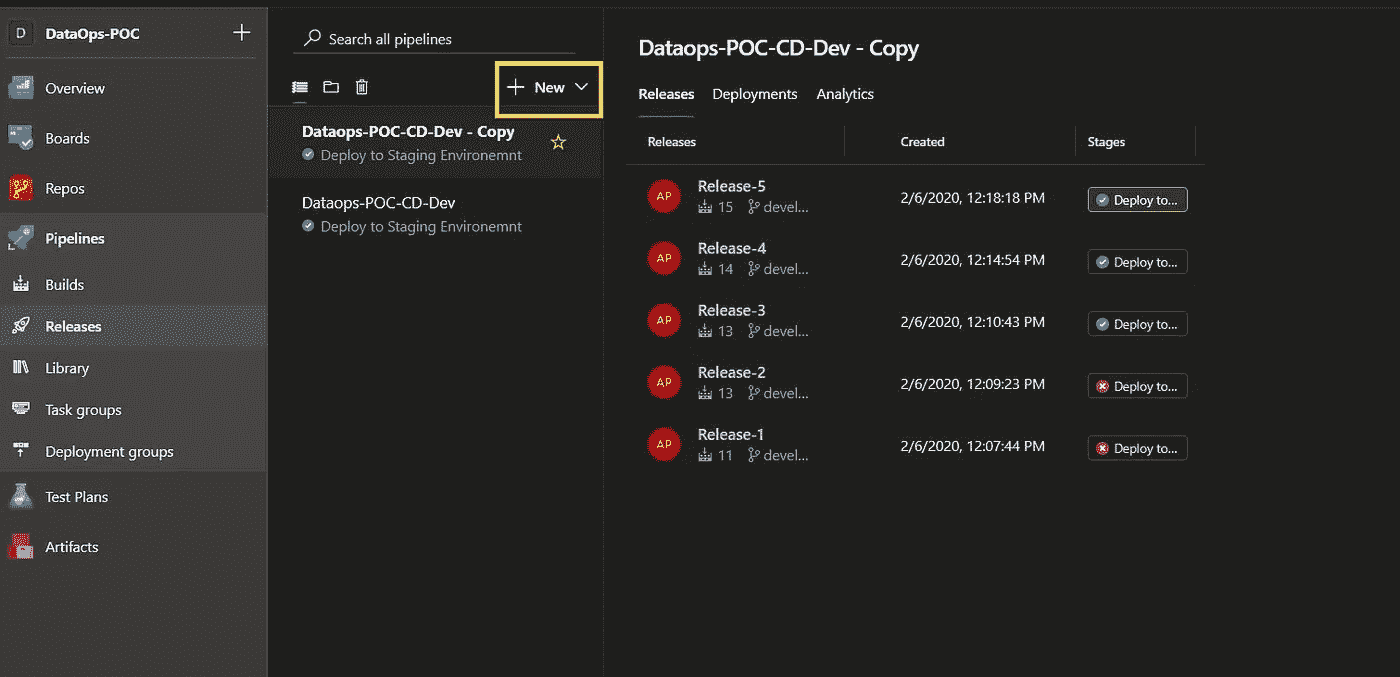 D DataOps-POC
Overview
Boards
Repos
Pipelines
Builds
Releases
Library
Task groups
Deployment groups
Test Plans
Artifacts
Search all pipelines
New
Dataops-POC-CD-Dev - Copy
Deploy to Staging Environemnt
Dataops-POC-CD-Dev
Deploy to Staging Environemnt
Dataops-POC-CD-Dev - Copy
Releases Deployments Analytics
Releases Created Stages
AP Release-5 2/6/2020, 12:18:18 PM Deploy to...
15 devel...
AP Release-4 2/6/2020, 12:14:54 PM Deploy to...
14 devel...
AP Release-3 2/6/2020, 12:10:43 PM Deploy to...
13 devel...
AP Release-2 2/6/2020, 12:09:23 PM Deploy to...
13 devel...
AP Release-1 2/6/2020, 12:07:44 PM Deploy to...
11 devel...